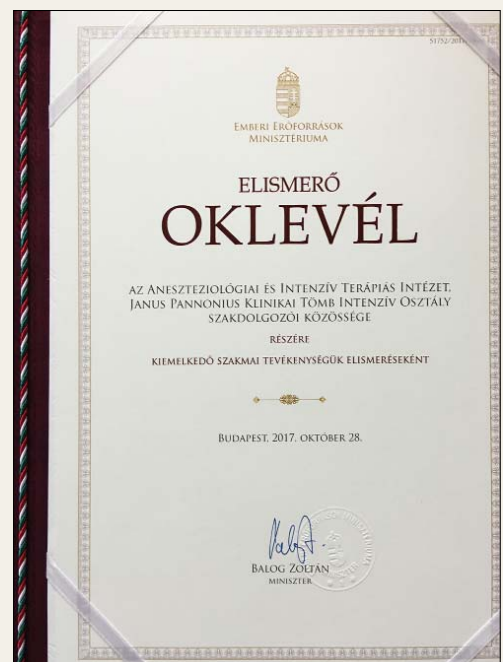 EMBERI ERŐFORRÁSOK
MINISZTÉRIUMA
ELISMERŐ
OKLEVÉL
AZ ANESZTEZIOLÓGIAI ÉS INTENZÍV TERÁPIÁS INTÉZET,
JANUS PANNONIUS KLINIKAI TÖMB INTENZÍV OSZTÁLY
SZAKDOLGOZÓI KÖZÖSSÉGE
RÉSZÉRE
KIEMELKEDŐ SZAKMAI TEVÉKENYSÉGÜK ELISMERÉSEKÉNT
BUDAPEST, 2017. OKTÓBER 28.
BALOG ZOLTÁN
MINISZTER